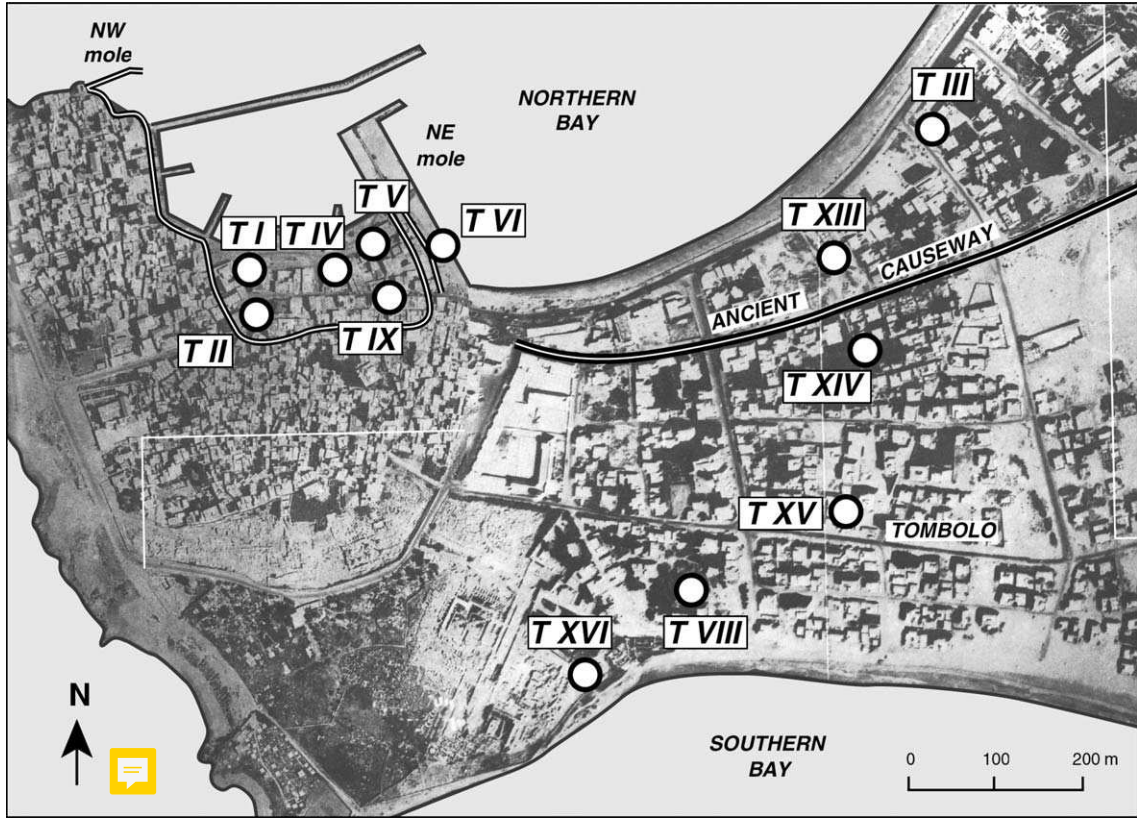 NW
mole
NORTHERN
BAY
NE
mole
T III
T V
T I
T IV
T VI
T XIII
CAUSEWAY
ANCIENT
T II
T IX
T XIV
T XV
TOMBOLO
T XVI
T VIII
N
SOUTHERN
BAY
0 100 200 m